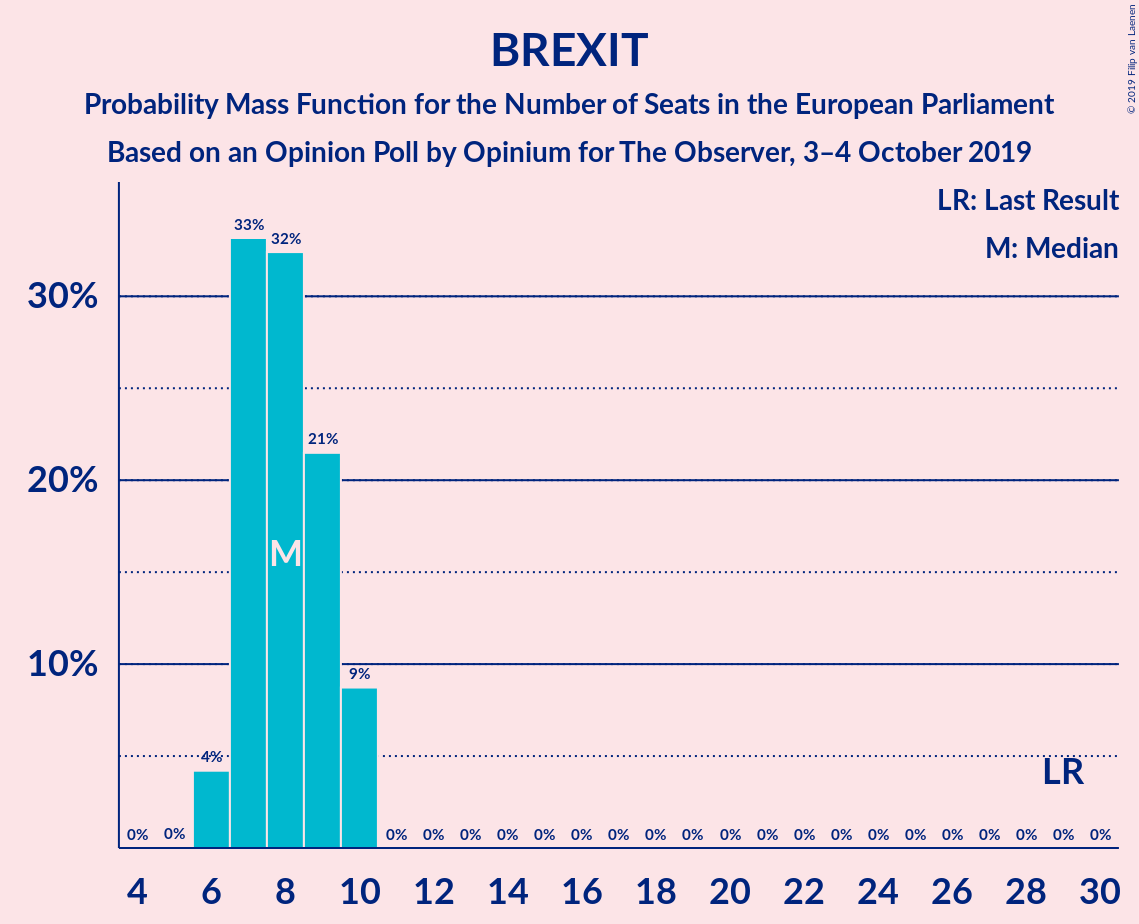 BREXIT
Probability Mass Function for the Number of Seats in the European Parliament
Based on an Opinion Poll by Opinium for The Observer, 3–4 October 2019
© 2019 Filip van Laenen
LR: Last Result
M: Median
30%
20%
10%
0% 0% 4% 33% 32% 21% 9% 0% 0% 0% 0% 0% 0% 0% 0% 0% 0% 0% 0% 0% 0% 0% 0% 0% 0% 0% 0%
M
LR
4 6 8 10 12 14 16 18 20 22 24 26 28 30